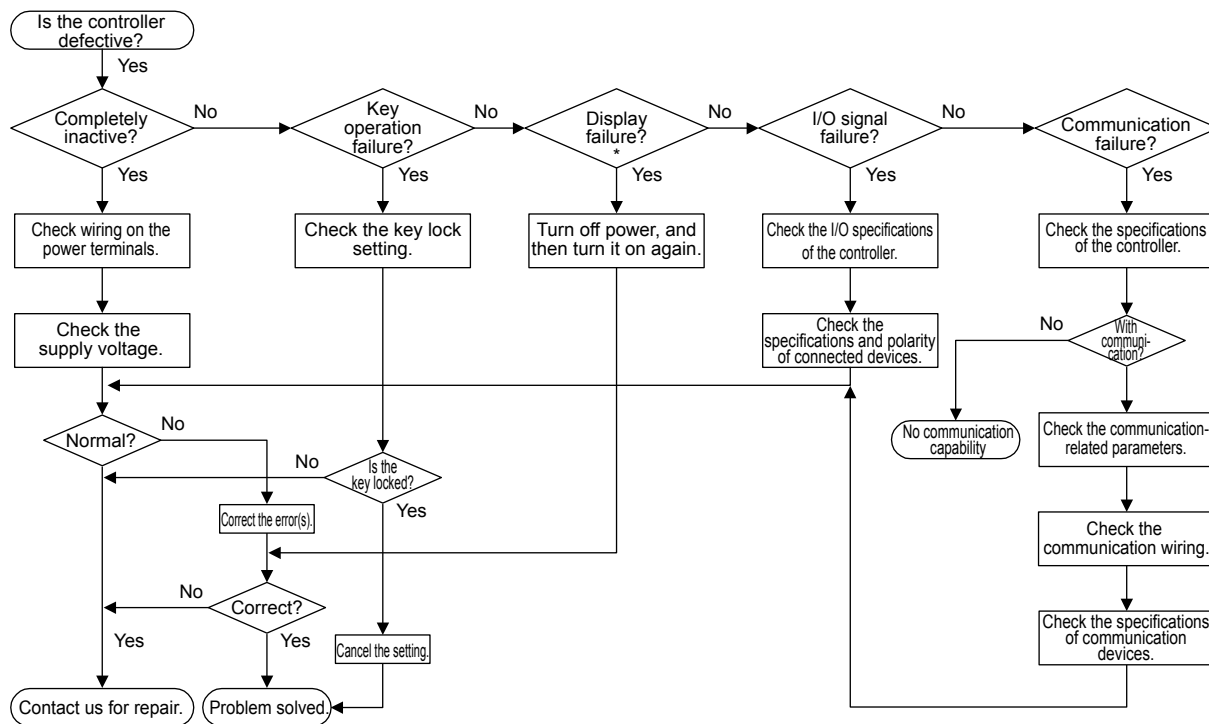 Is the controller
defective?
Yes
Completely
inactive?
No
Key
operation
failure?
No
Display
failure?
*
No
I/O signal
failure?
No
Communication
failure?
Yes
Yes
Yes
Yes
Yes
Check wiring on the
power terminals.
Check the key lock
setting.
Turn off power, and
then turn it on again.
Check the I/O specifications
of the controller.
Check the specifications
of the controller.
Check the
supply voltage.
Check the
specifications and polarity
of connected devices.
No
With
communi-
cation?
Normal?
No
No
Is the
key locked?
Yes
No communication
capability
Check the communication-
related parameters.
Correct the error(s).
Check the
communication wiring.
No
Correct?
Yes
Yes
Cancel the setting.
Check the specifications
of communication
devices.
Contact us for repair.
Problem solved.